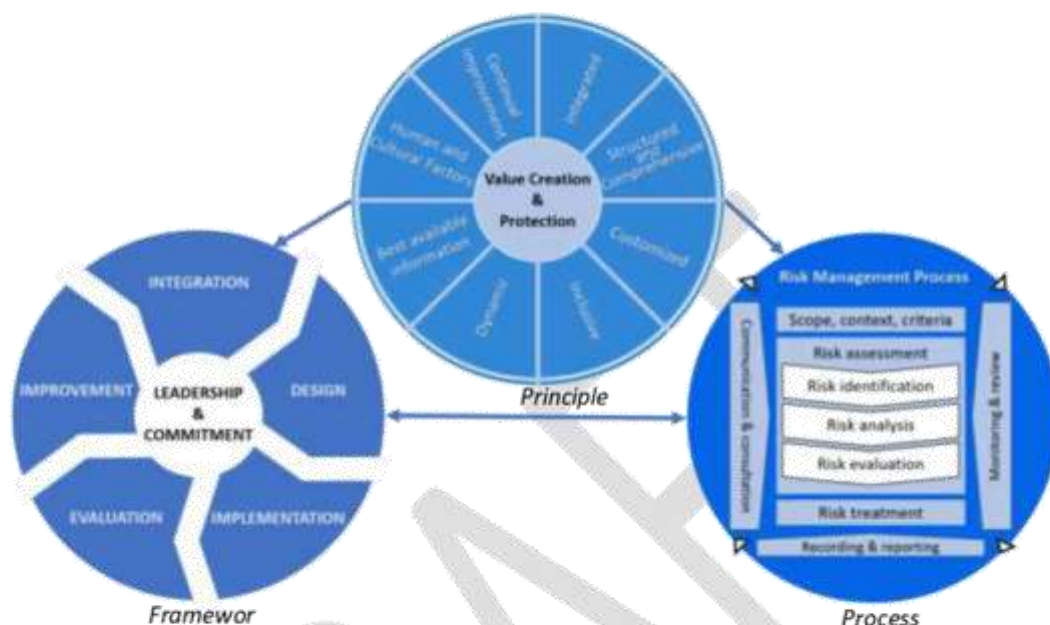 Continual
Improvement
Integrated
Human and
Cultural Factors
Structured
and
Comprehensive
Value Creation
&
Protection
Best available
information
Customized
Dynamic
Inclusive
Principle
INTEGRATION
IMPROVEMENT
DESIGN
LEADERSHIP
&
COMMITMENT
EVALUATION
IMPLEMENTATION
Framewor
Risk Management Process
Scope, context, criteria
Communication & consultation
Risk assessment
Risk identification
Risk analysis
Risk evaluation
Monitoring & review
Risk treatment
Recording & reporting
Process